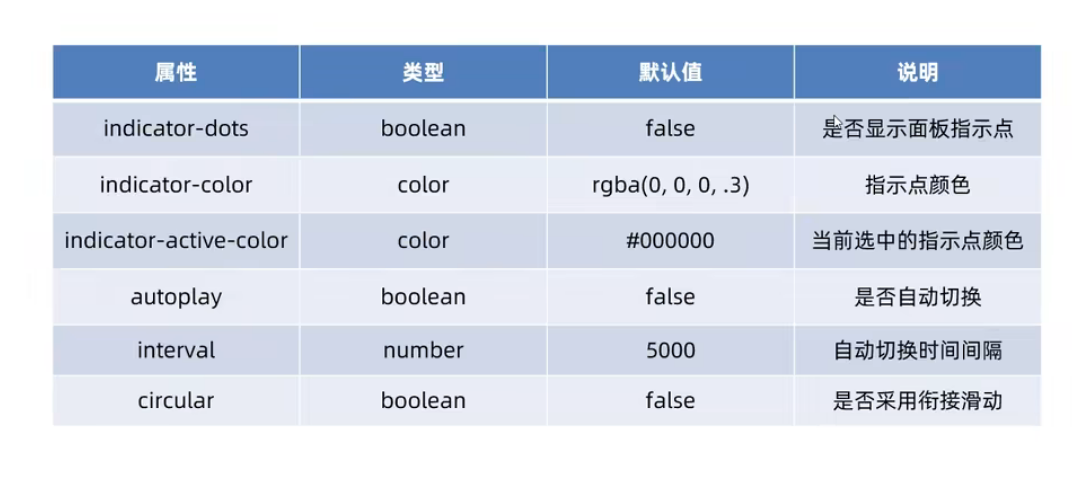 属性 类型 默认值 说明
indicator-dots boolean false 是否显示面板指示点
indicator-color color rgba(0, 0, 0, .3) 指示点颜色
indicator-active-color color #000000 当前选中的指示点颜色
autoplay boolean false 是否自动切换
interval number 5000 自动切换时间间隔
circular boolean false 是否采用衔接滑动